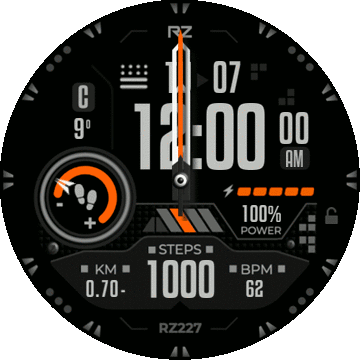 RZ
07
C
9°
12:00
00
AM
100%
POWER
STEPS
1000
KM
0.70-
BPM
62
RZ227